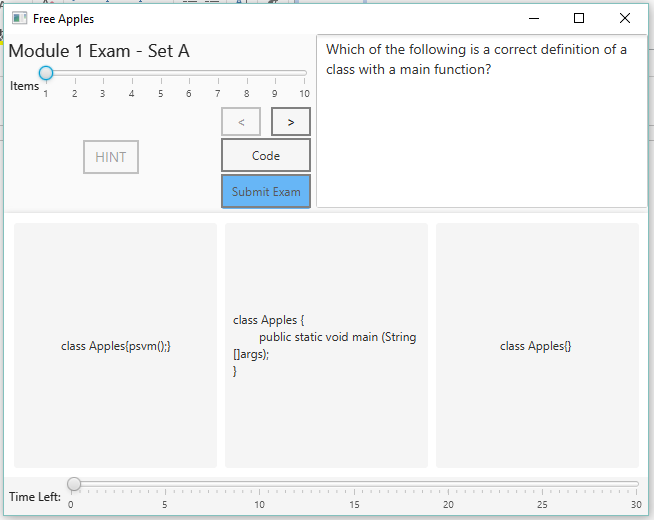 Free Apples
Module 1 Exam - Set A
Items
1 2 3 4 5 6 7 8 9 10
< >
HINT
Code
Submit Exam
Which of the following is a correct definition of a
class with a main function?
class Apples{psvm();}
class Apples {
public static void main (String
[]args);
}
class Apples{}
Time Left:
0 5 10 15 20 25 30